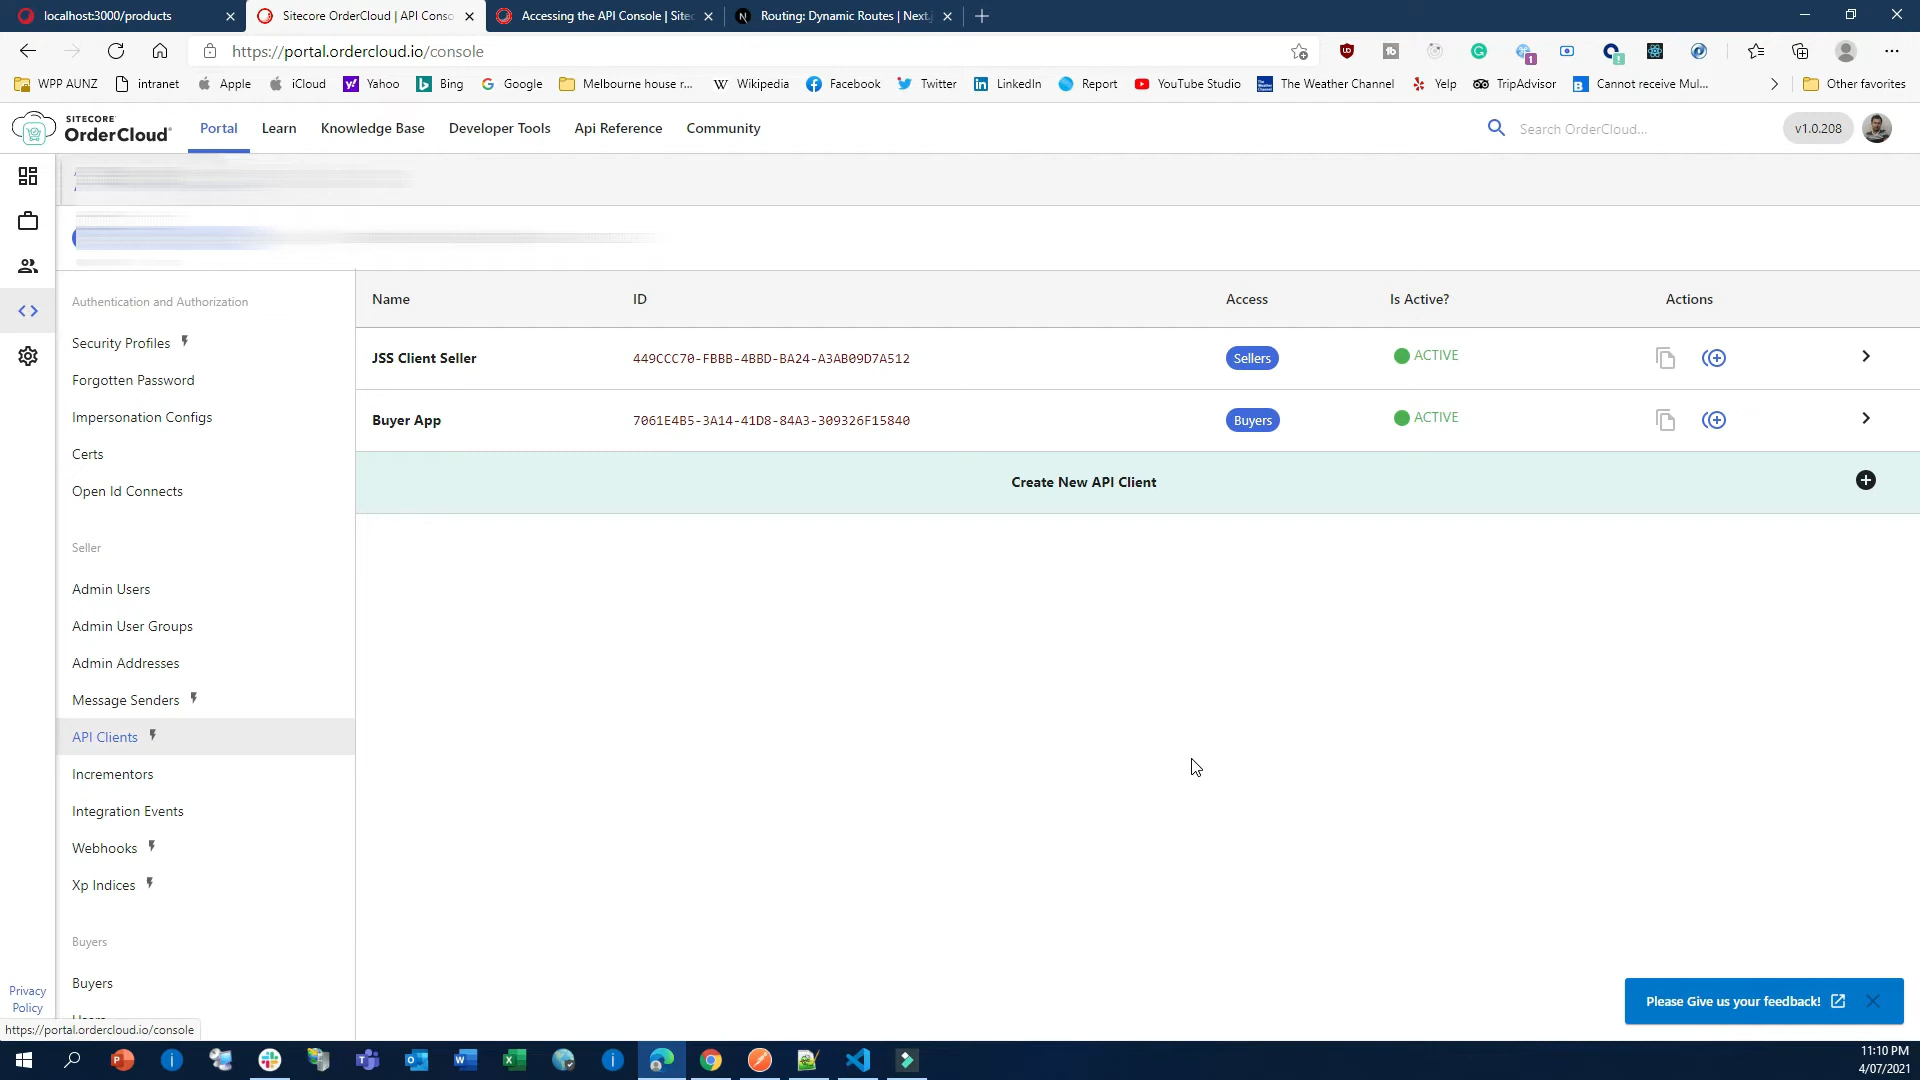 localhost:3000/products
Sitecore OrderCloud | API Conso
Accessing the API Console | Sitec
Routing: Dynamic Routes | Next.j
https://portal.ordercloud.io/console
WPP AUNZ
intranet
Apple
iCloud
Yahoo
Bing
Google
Melbourne house r...
Wikipedia
Facebook
Twitter
LinkedIn
Report
YouTube Studio
The Weather Channel
Yelp
TripAdvisor
Cannot receive Mul...
Other favorites
SITECORE
OrderCloud
Portal
Learn
Knowledge Base
Developer Tools
Api Reference
Community
Search OrderCloud...
v1.0.208
Authentication and Authorization
Security Profiles
Forgotten Password
Impersonation Configs
Certs
Open Id Connects
Seller
Admin Users
Admin User Groups
Admin Addresses
Message Senders
API Clients
Incrementors
Integration Events
Webhooks
Xp Indices
Buyers
Buyers
Name ID Access Is Active? Actions
JSS Client Seller 449CCC70-FBBB-4BBD-BA24-A3AB09D7A512 Sellers ACTIVE
Buyer App 7061E4B5-3A14-41D8-84A3-309326F15840 Buyers ACTIVE
Create New API Client
Please Give us your feedback!
Privacy
Policy
https://portal.ordercloud.io/console
11:10 PM
4/07/2021